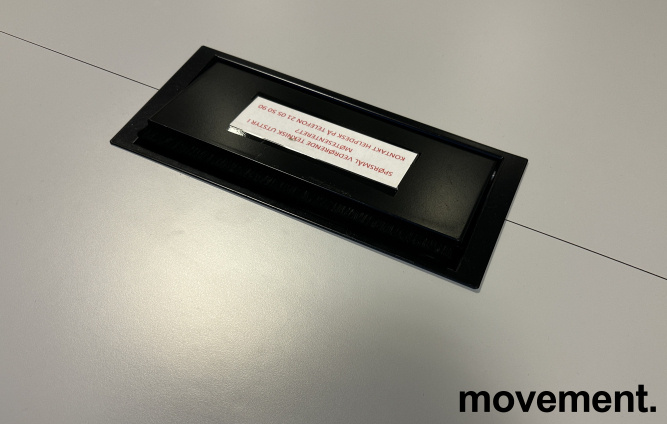 SPØRSMÅL VEDRØRENDE TEKNISK UTSTYR I
MØTESENTERET?
KONTAKT HELPDESK PÅ TELEFON 21 05 50 90
movement.